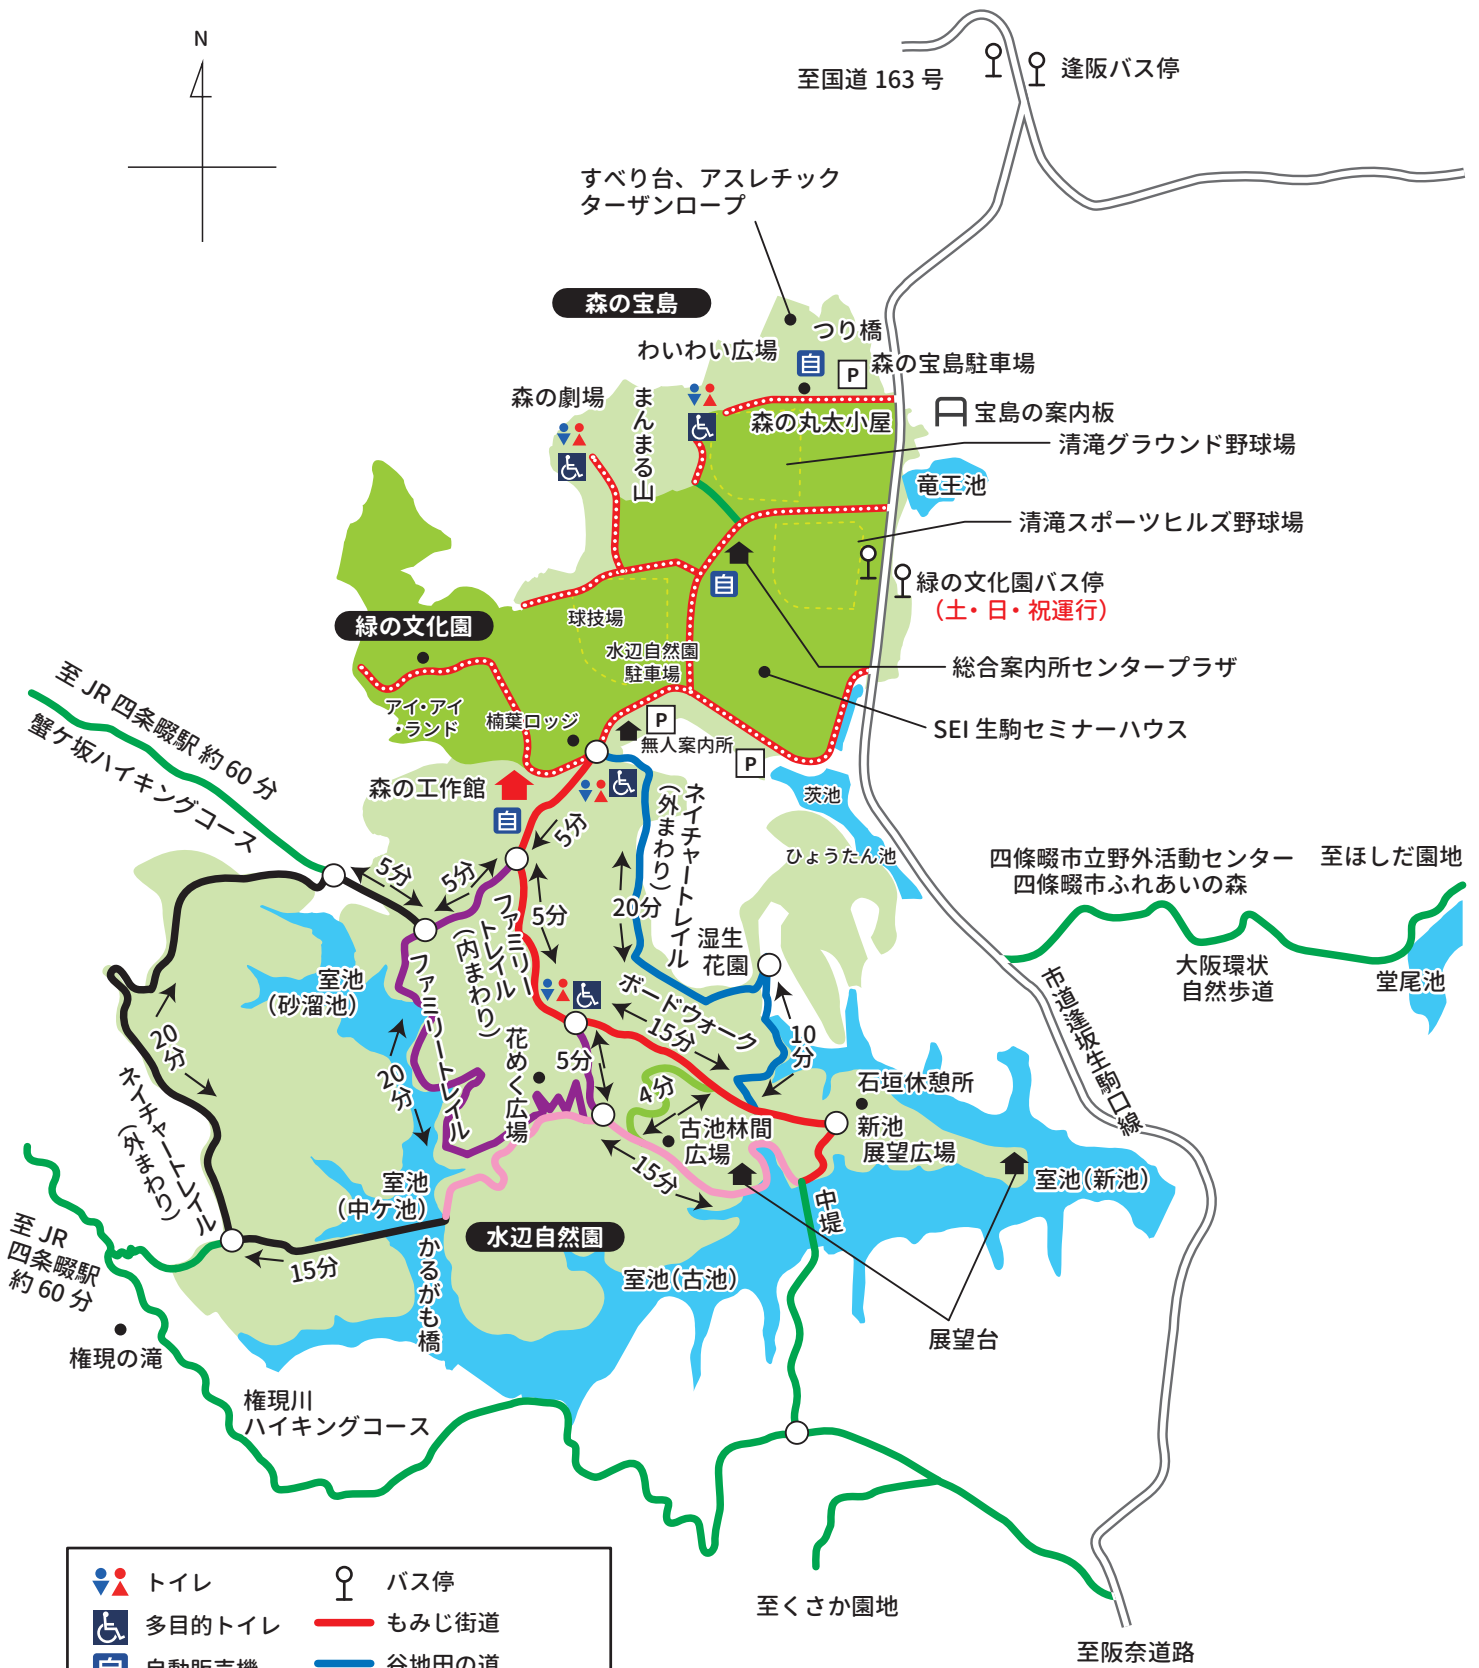 N
至国道 163 号
逢阪バス停
すべり台、アスレチック
ターザンロープ
森の宝島
つり橋
わいわい広場
自
P
森の宝島駐車場
森の劇場
まんまる山
森の丸太小屋
宝島の案内板
清滝グラウンド野球場
竜王池
清滝スポーツヒルズ野球場
自
緑の文化園バス停
(土・日・祝運行)
球技場
緑の文化園
水辺自然園
駐車場
総合案内所センタープラザ
アイ・アイ
・ランド
楠葉ロッジ
P
無人案内所
P
SEI 生駒セミナーハウス
至 JR 四条畷駅 約 60 分
蟹ケ坂ハイキングコース
森の工作館
自
茨池
ネイチャートレイル
(外まわり)
5分
5分
5分
5分
20分
ひょうたん池
四條畷市立野外活動センター
四條畷市ふれあいの森
至ほしだ園地
ファミリー
トレイル
(内まわり)
湿生
花園
室池
(砂溜池)
大阪環状
自然歩道
堂尾池
ファミリートレイル
ボードウォーク
15分
10
分
市道逢坂生駒口線
20
分
20
分
花めく広場
5分
4分
石垣休憩所
ネイチャートレイル
(外まわり)
古池林間
広場
新池
展望広場
15分
室池
(中ケ池)
室池(新池)
中堤
至 JR
四条畷駅
約 60 分
水辺自然園
15分
かるがも橋
室池(古池)
展望台
権現の滝
権現川
ハイキングコース
トイレ
バス停
多目的トイレ
もみじ街道
自
自動販売機
谷地田の道
至くさか園地
至阪奈道路